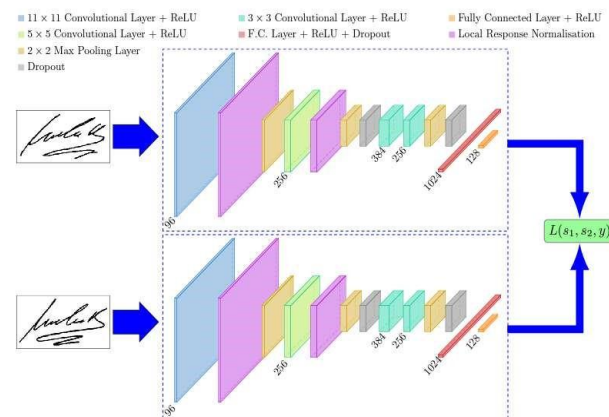 11 × 11 Convolutional Layer + ReLU
3 × 3 Convolutional Layer + ReLU
Fully Connected Layer + ReLU
5 × 5 Convolutional Layer + ReLU
F.C. Layer + ReLU + Dropout
Local Response Normalisation
2 × 2 Max Pooling Layer
Dropout
96
256
384
256
1024
128
L(s₁, s₂, y)
96
256
384
256
1024
128